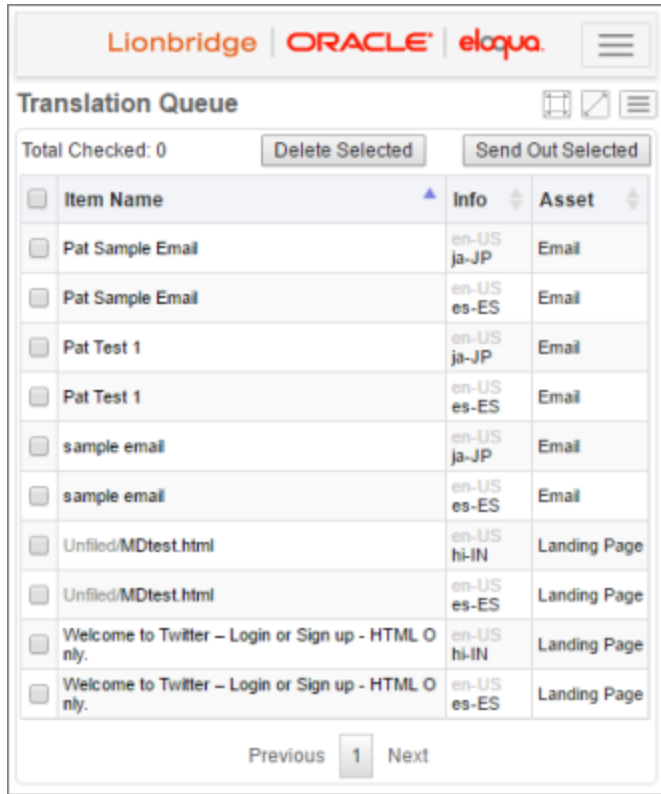 Lionbridge | ORACLE® | eloqua.
Translation Queue
Total Checked: 0 Delete Selected Send Out Selected
Item Name Info Asset
Pat Sample Email en-US ja-JP Email
Pat Sample Email en-US es-ES Email
Pat Test 1 en-US ja-JP Email
Pat Test 1 en-US es-ES Email
sample email en-US ja-JP Email
sample email en-US es-ES Email
Unfiled/MDtest.html en-US hi-IN Landing Page
Unfiled/MDtest.html en-US es-ES Landing Page
Welcome to Twitter – Login or Sign up - HTML O en-US
nly. hi-IN Landing Page
Welcome to Twitter – Login or Sign up - HTML O en-US
nly. es-ES Landing Page
Previous 1 Next